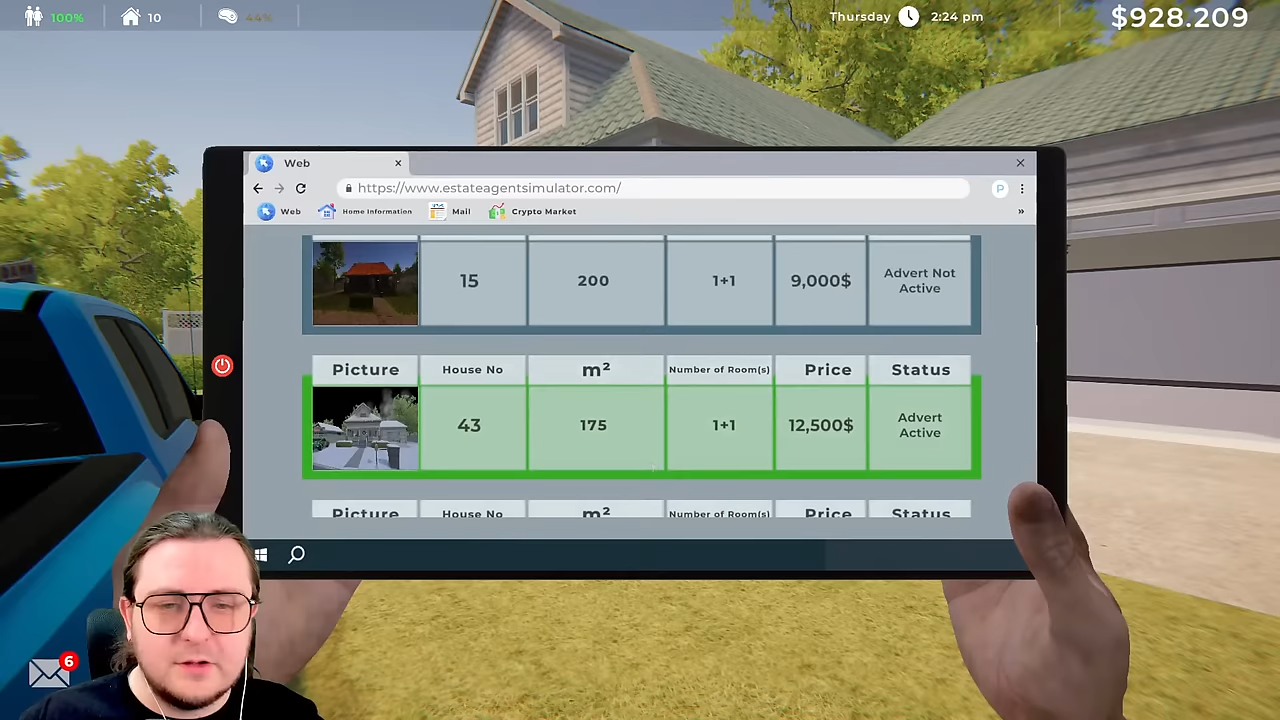 100%
10
44%
Thursday
2:24 pm
$928.209
Web
https://www.estateagentsimulator.com/
P
Web
Home Information
Mail
Crypto Market
»
15
200
1+1
9,000$
Advert Not
Active
Picture
House No
m²
Number of Room(s)
Price
Status
43
175
1+1
12,500$
Advert
Active
Picture
House No
m²
Number of Room(s)
Price
Status
6